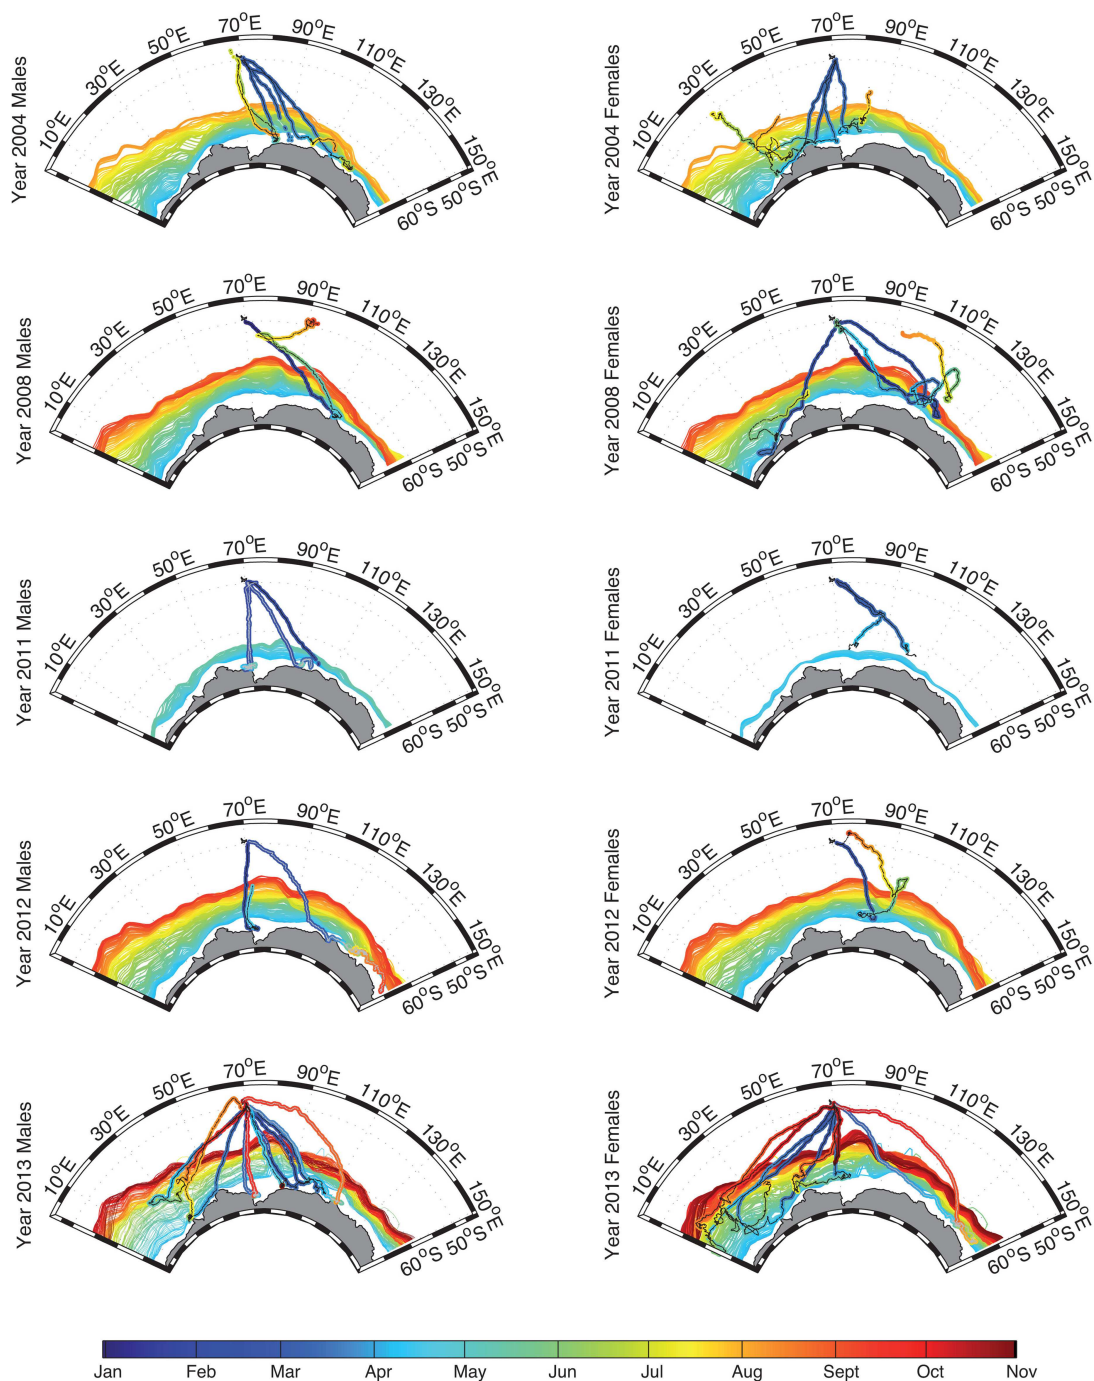 Year 2004 Males
10°E 30°E 50°E 70°E 90°E 110°E 130°E 150°E
60°S 50°S
Year 2004 Females
10°E 30°E 50°E 70°E 90°E 110°E 130°E 150°E
60°S 50°S
Year 2008 Males
10°E 30°E 50°E 70°E 90°E 110°E 130°E 150°E
60°S 50°S
Year 2008 Females
10°E 30°E 50°E 70°E 90°E 110°E 130°E 150°E
60°S 50°S
Year 2011 Males
10°E 30°E 50°E 70°E 90°E 110°E 130°E 150°E
60°S 50°S
Year 2011 Females
10°E 30°E 50°E 70°E 90°E 110°E 130°E 150°E
60°S 50°S
Year 2012 Males
10°E 30°E 50°E 70°E 90°E 110°E 130°E 150°E
60°S 50°S
Year 2012 Females
10°E 30°E 50°E 70°E 90°E 110°E 130°E 150°E
60°S 50°S
Year 2013 Males
10°E 30°E 50°E 70°E 90°E 110°E 130°E 150°E
60°S 50°S
Year 2013 Females
10°E 30°E 50°E 70°E 90°E 110°E 130°E 150°E
60°S 50°S
Jan Feb Mar Apr May Jun Jul Aug Sept Oct Nov